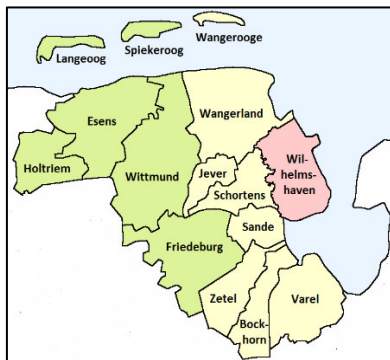 Wangerooge
Spiekeroog
Langeoog
Wangerland
Esens
Wil-
helms-
haven
Holtriem
Wittmund
Jever
Schortens
Sande
Friedeburg
Zetel
Varel
Bock-
horn